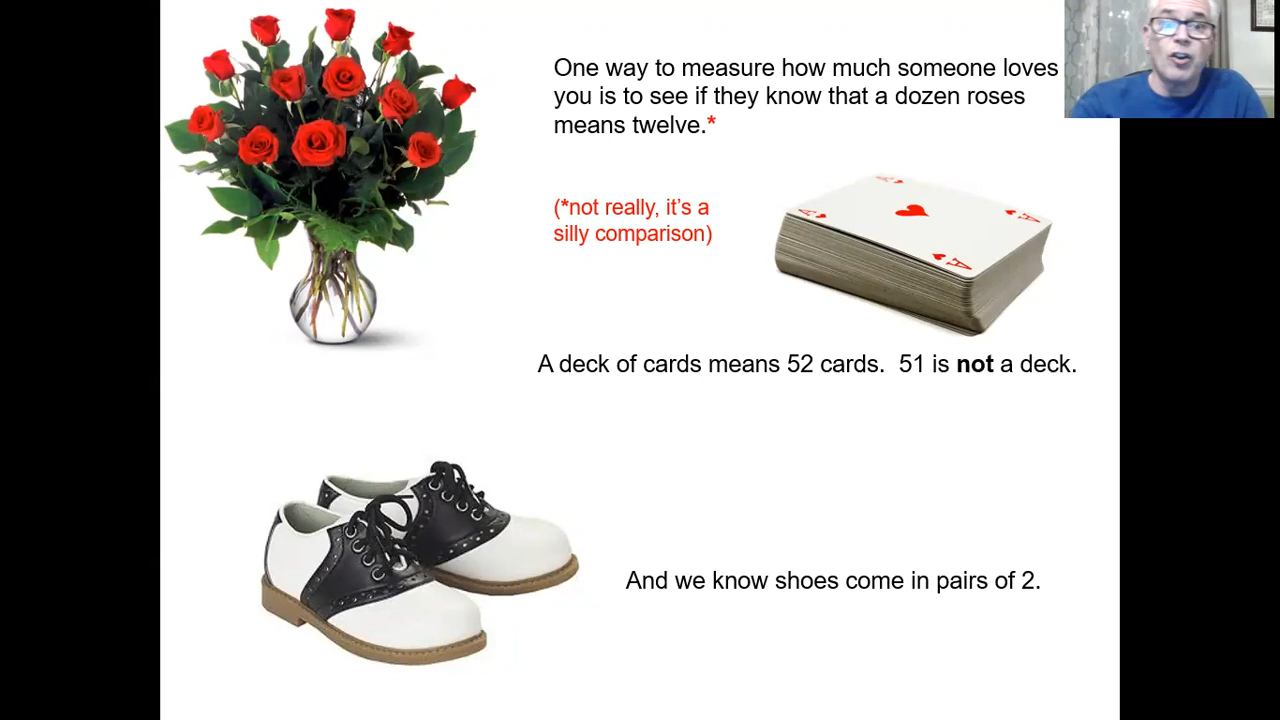 One way to measure how much someone loves
you is to see if they know that a dozen roses
means twelve.*
(*not really, it’s a
silly comparison)
A
A
A
A
A deck of cards means 52 cards.  51 is not a deck.
And we know shoes come in pairs of 2.